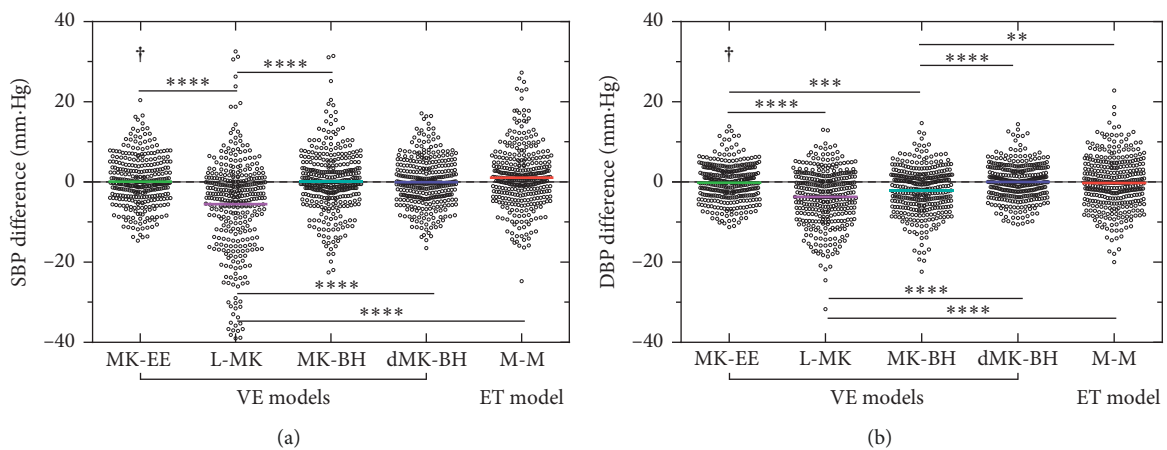 40
20
0
−20
−40
SBP difference (mm·Hg)
†
****
****
****
****
MK-EE L-MK MK-BH dMK-BH M-M
VE models ET model
(a)
40
20
0
−20
−40
DBP difference (mm·Hg)
†
**
****
***
****
****
****
MK-EE L-MK MK-BH dMK-BH M-M
VE models ET model
(b)